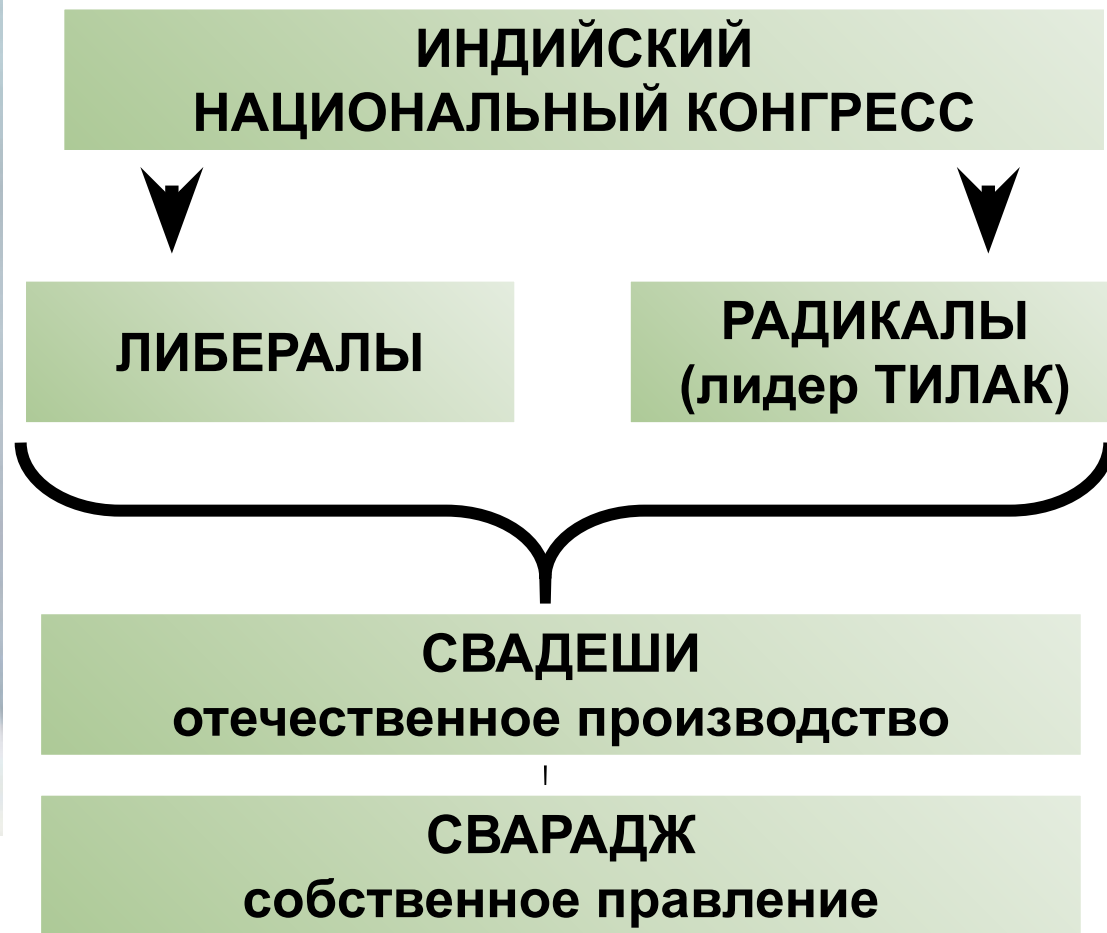 ИНДИЙСКИЙ
НАЦИОНАЛЬНЫЙ КОНГРЕСС
ЛИБЕРАЛЫ
РАДИКАЛЫ
(лидер ТИЛАК)
СВАДЕШИ
отечественное производство
СВАРАДЖ
собственное правление